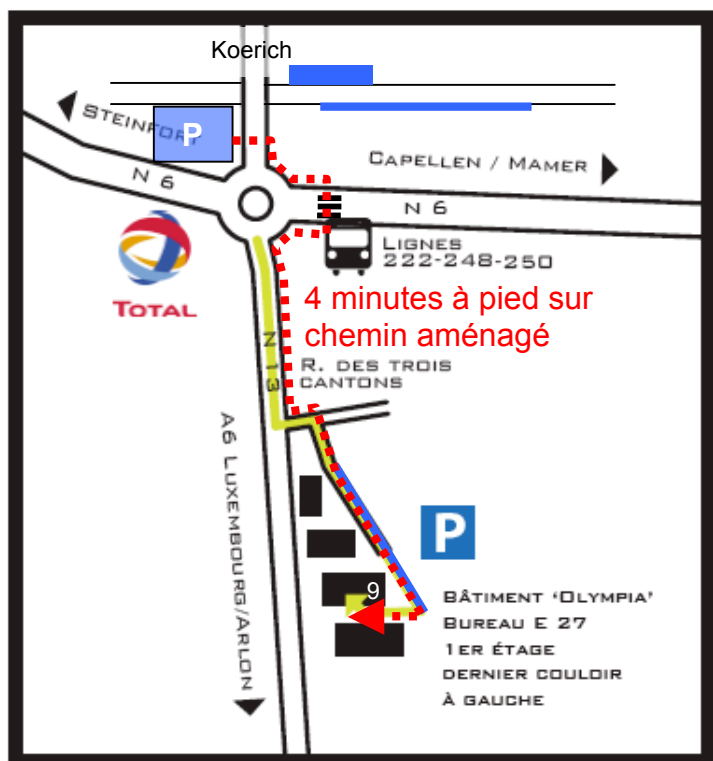 Koerich
STEINFORT
P
N 6
CAPELLEN / MAMER
N 6
LIGNES
222-248-250
TOTAL
4 minutes à pied sur
chemin aménagé
N 13
R. DES TROIS
CANTONS
A6 LUXEMBOURG/ARLON
P
9
BÂTIMENT ‘OLYMPIA’
BUREAU E 27
1ER ÉTAGE
DERNIER COULOIR
À GAUCHE